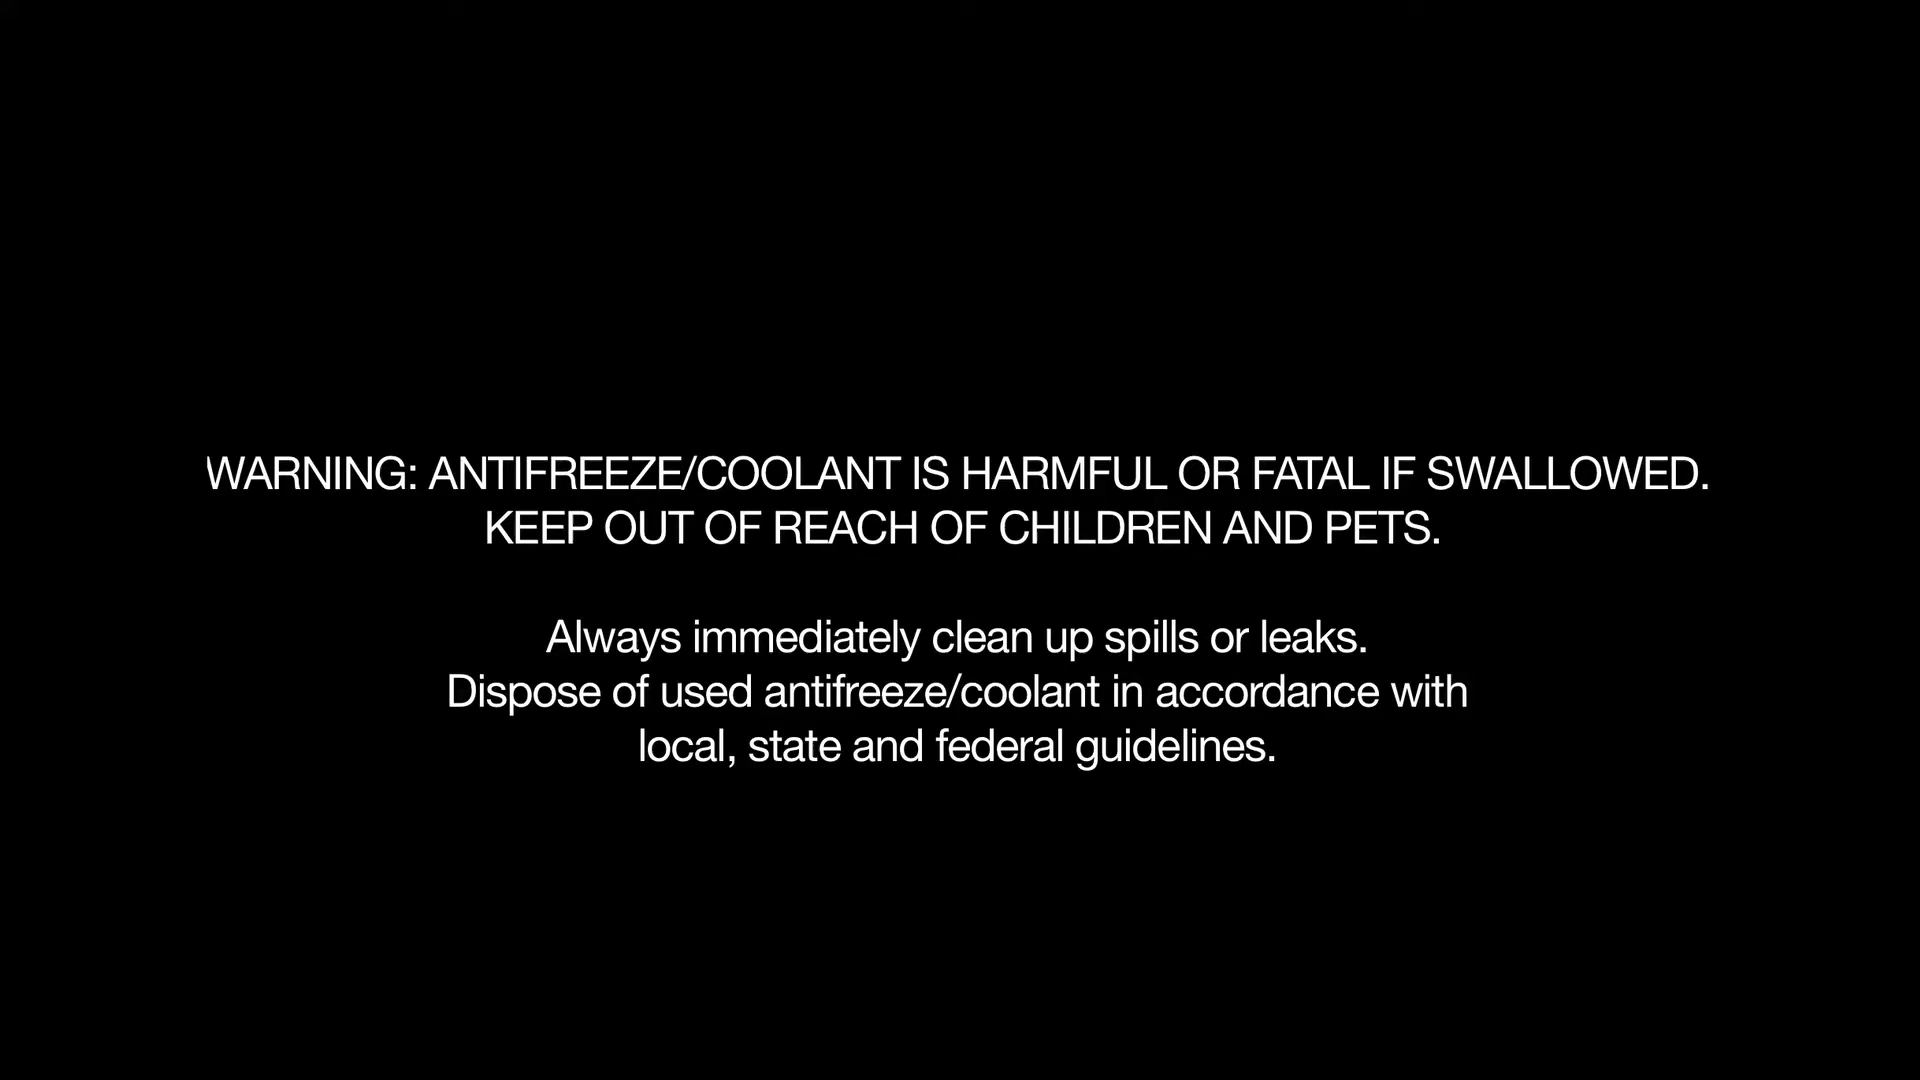 WARNING: ANTIFREEZE/COOLANT IS HARMFUL OR FATAL IF SWALLOWED.
KEEP OUT OF REACH OF CHILDREN AND PETS.
Always immediately clean up spills or leaks.
Dispose of used antifreeze/coolant in accordance with
local, state and federal guidelines.